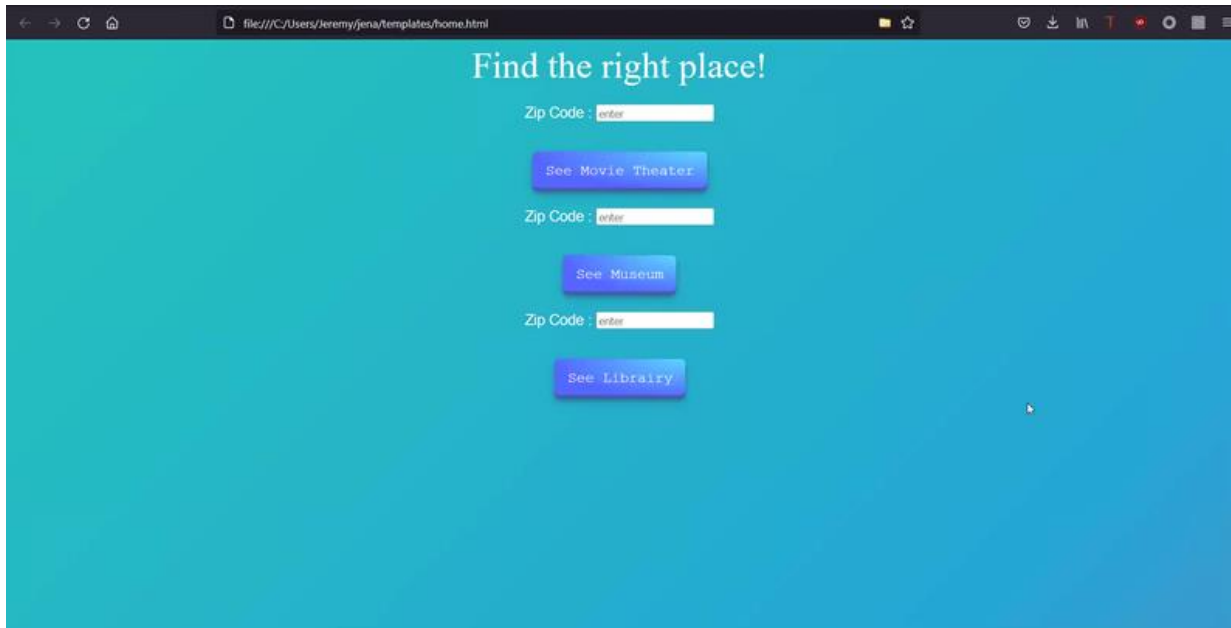 file:///C:/Users/Jeremy/jena/templates/home.html
Find the right place!
Zip Code : enter
See Movie Theater
Zip Code : enter
See Museum
Zip Code : enter
See Librairy